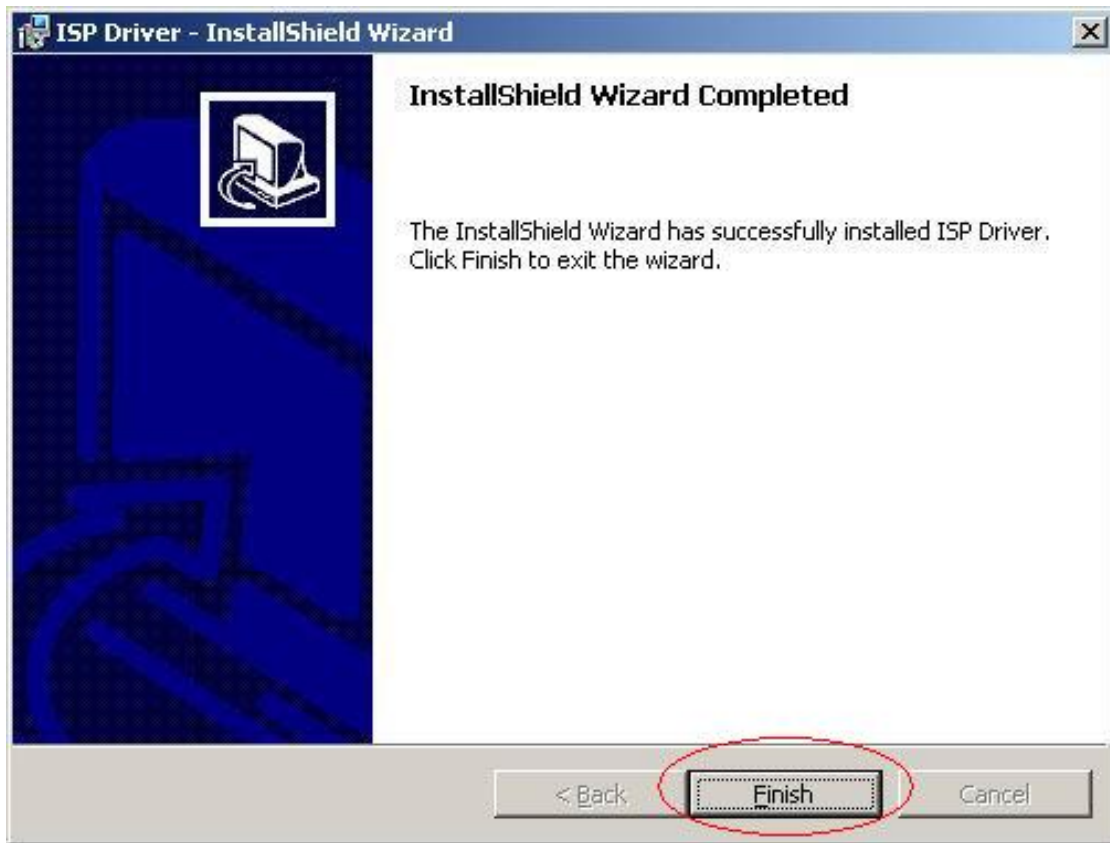 ISP Driver - InstallShield Wizard
InstallShield Wizard Completed
The InstallShield Wizard has successfully installed ISP Driver.
Click Finish to exit the wizard.
< Back
Finish
Cancel